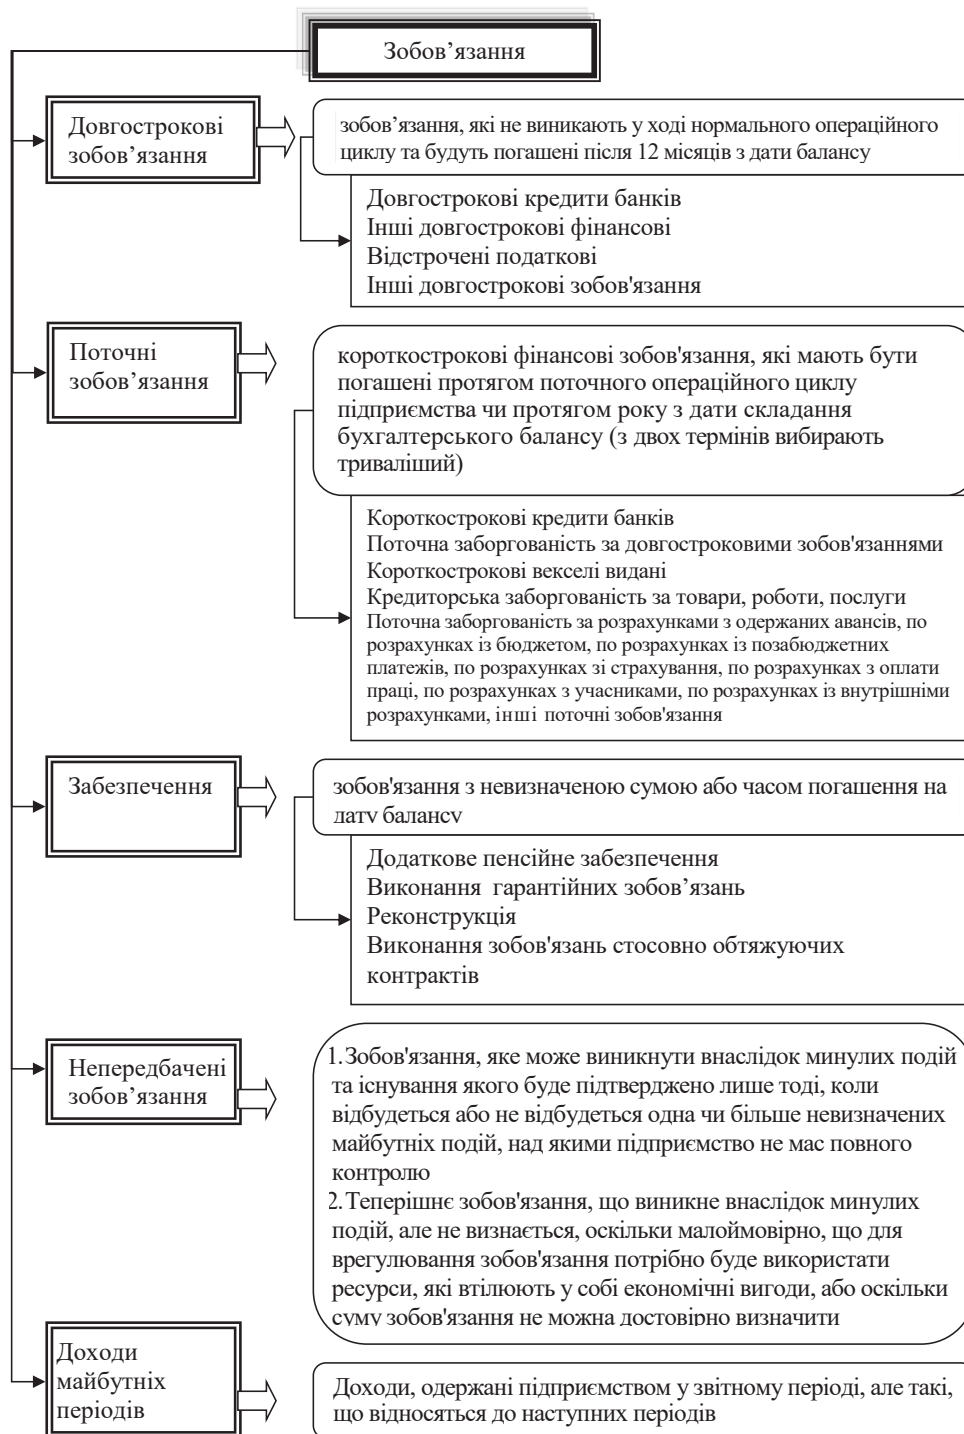 Зобов’язання
Довгострокові
зобов’язання
зобов’язання, які не виникають у ході нормального операційного
циклу та будуть погашені після 12 місяців з дати балансу
Довгострокові кредити банків
Інші довгострокові фінансові
Відстрочені податкові
Інші довгострокові зобов'язання
Поточні
зобов’язання
короткострокові фінансові зобов'язання, які мають бути
погашені протягом поточного операційного циклу
підприємства чи протягом року з дати складання
бухгалтерського балансу (з двох термінів вибирають
триваліший)
Короткострокові кредити банків
Поточна заборгованість за довгостроковими зобов'язаннями
Короткострокові векселі видані
Кредиторська заборгованість за товари, роботи, послуги
Поточна заборгованість за розрахунками з одержаних авансів, по
розрахунках із бюджетом, по розрахунках із позабюджетних
платежів, по розрахунках зі страхування, по розрахунках з оплати
праці, по розрахунках з учасниками, по розрахунках із внутрішніми
розрахунками, інші поточні зобов'язання
Забезпечення
зобов'язання з невизначеною сумою або часом погашення на
дату балансу
Додаткове пенсійне забезпечення
Виконання гарантійних зобов’язань
Реконструкція
Виконання зобов'язань стосовно обтяжуючих
контрактів
Непередбачені
зобов’язання
1. Зобов'язання, яке може виникнути внаслідок минулих подій
та існування якого буде підтверджено лише тоді, коли
відбудеться або не відбудеться одна чи більше невизначених
майбутніх подій, над якими підприємство не мас повного
контролю
2. Теперішнє зобов'язання, що виникне внаслідок минулих
подій, але не визнається, оскільки малоймовірно, що для
врегулювання зобов'язання потрібно буде використати
ресурси, які втілюють у собі економічні вигоди, або оскільки
суму зобов'язання не можна достовірно визначити
Доходи
майбутніх
періодів
Доходи, одержані підприємством у звітному періоді, але такі,
що відносяться до наступних періодів